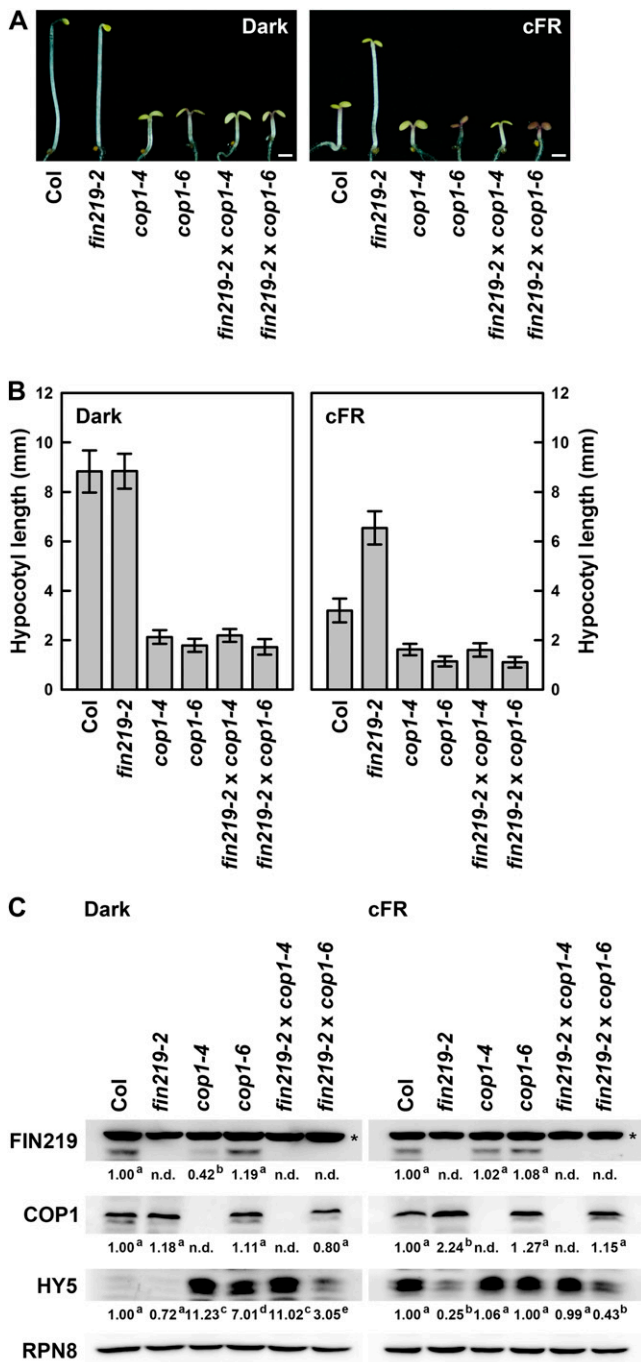 A
Dark
cFR
Col
fin219-2
cop1-4
cop1-6
fin219-2 x cop1-4
fin219-2 x cop1-6
Col
fin219-2
cop1-4
cop1-6
fin219-2 x cop1-4
fin219-2 x cop1-6
B
Hypocotyl length (mm)
12
10
8
6
4
2
0
Dark
cFR
12
10
8
6
4
2
0
Hypocotyl length (mm)
Col
fin219-2
cop1-4
cop1-6
fin219-2 x cop1-4
fin219-2 x cop1-6
Col
fin219-2
cop1-4
cop1-6
fin219-2 x cop1-4
fin219-2 x cop1-6
C
Dark
cFR
Col
fin219-2
cop1-4
cop1-6
fin219-2 x cop1-4
fin219-2 x cop1-6
Col
fin219-2
cop1-4
cop1-6
fin219-2 x cop1-4
fin219-2 x cop1-6
FIN219 * *
1.00a n.d. 0.42b 1.19a n.d. n.d. 1.00a n.d. 1.02a 1.08a n.d. n.d.
COP1
1.00a 1.18a n.d. 1.11a n.d. 0.80a 1.00a 2.24b n.d. 1.27a n.d. 1.15a
HY5
1.00a 0.72a 11.23c 7.01d 11.02c 3.05e 1.00a 0.25b 1.06a 1.00a 0.99a 0.43b
RPN8